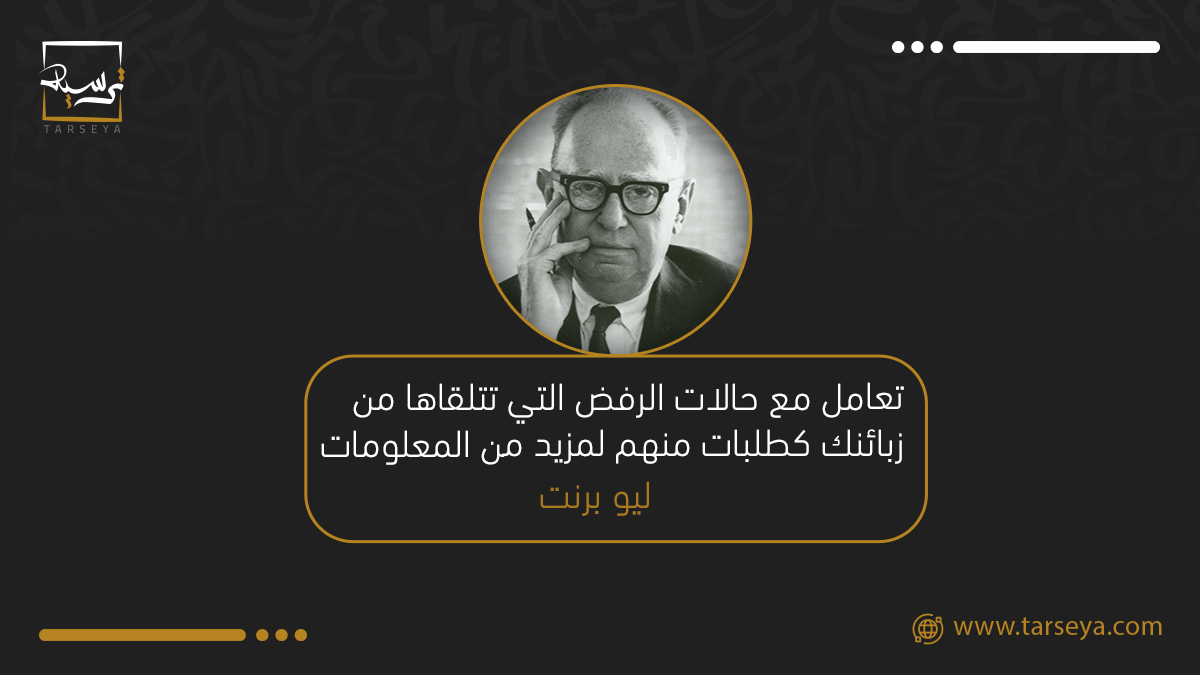 ترسية
TARSEYA
تعامل مع حالات الرفض التي تتلقاها من
زبائنك كطلبات منهم لمزيد من المعلومات
ليو برنت
www.tarseya.com